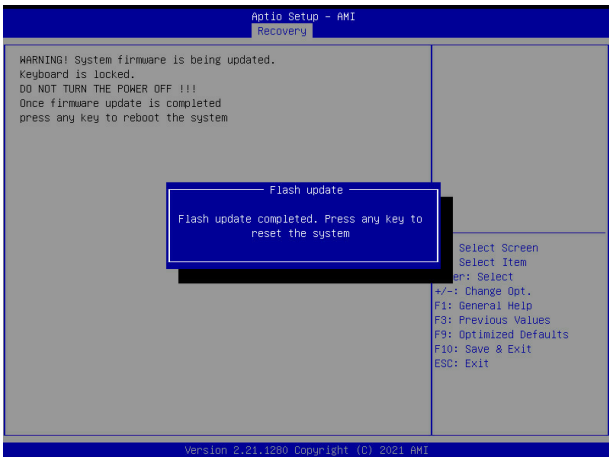 Aptio Setup - AMI
Recovery
WARNING! System firmware is being updated.
Keyboard is locked.
DO NOT TURN THE POWER OFF !!!
Once firmware update is completed
press any key to reboot the system
Flash update
Flash update completed. Press any key to
reset the system
Select Screen
Select Item
er: Select
+/-: Change Opt.
F1: General Help
F3: Previous Values
F9: Optimized Defaults
F10: Save & Exit
ESC: Exit
Version 2.21.1280 Copyright (C) 2021 AMI